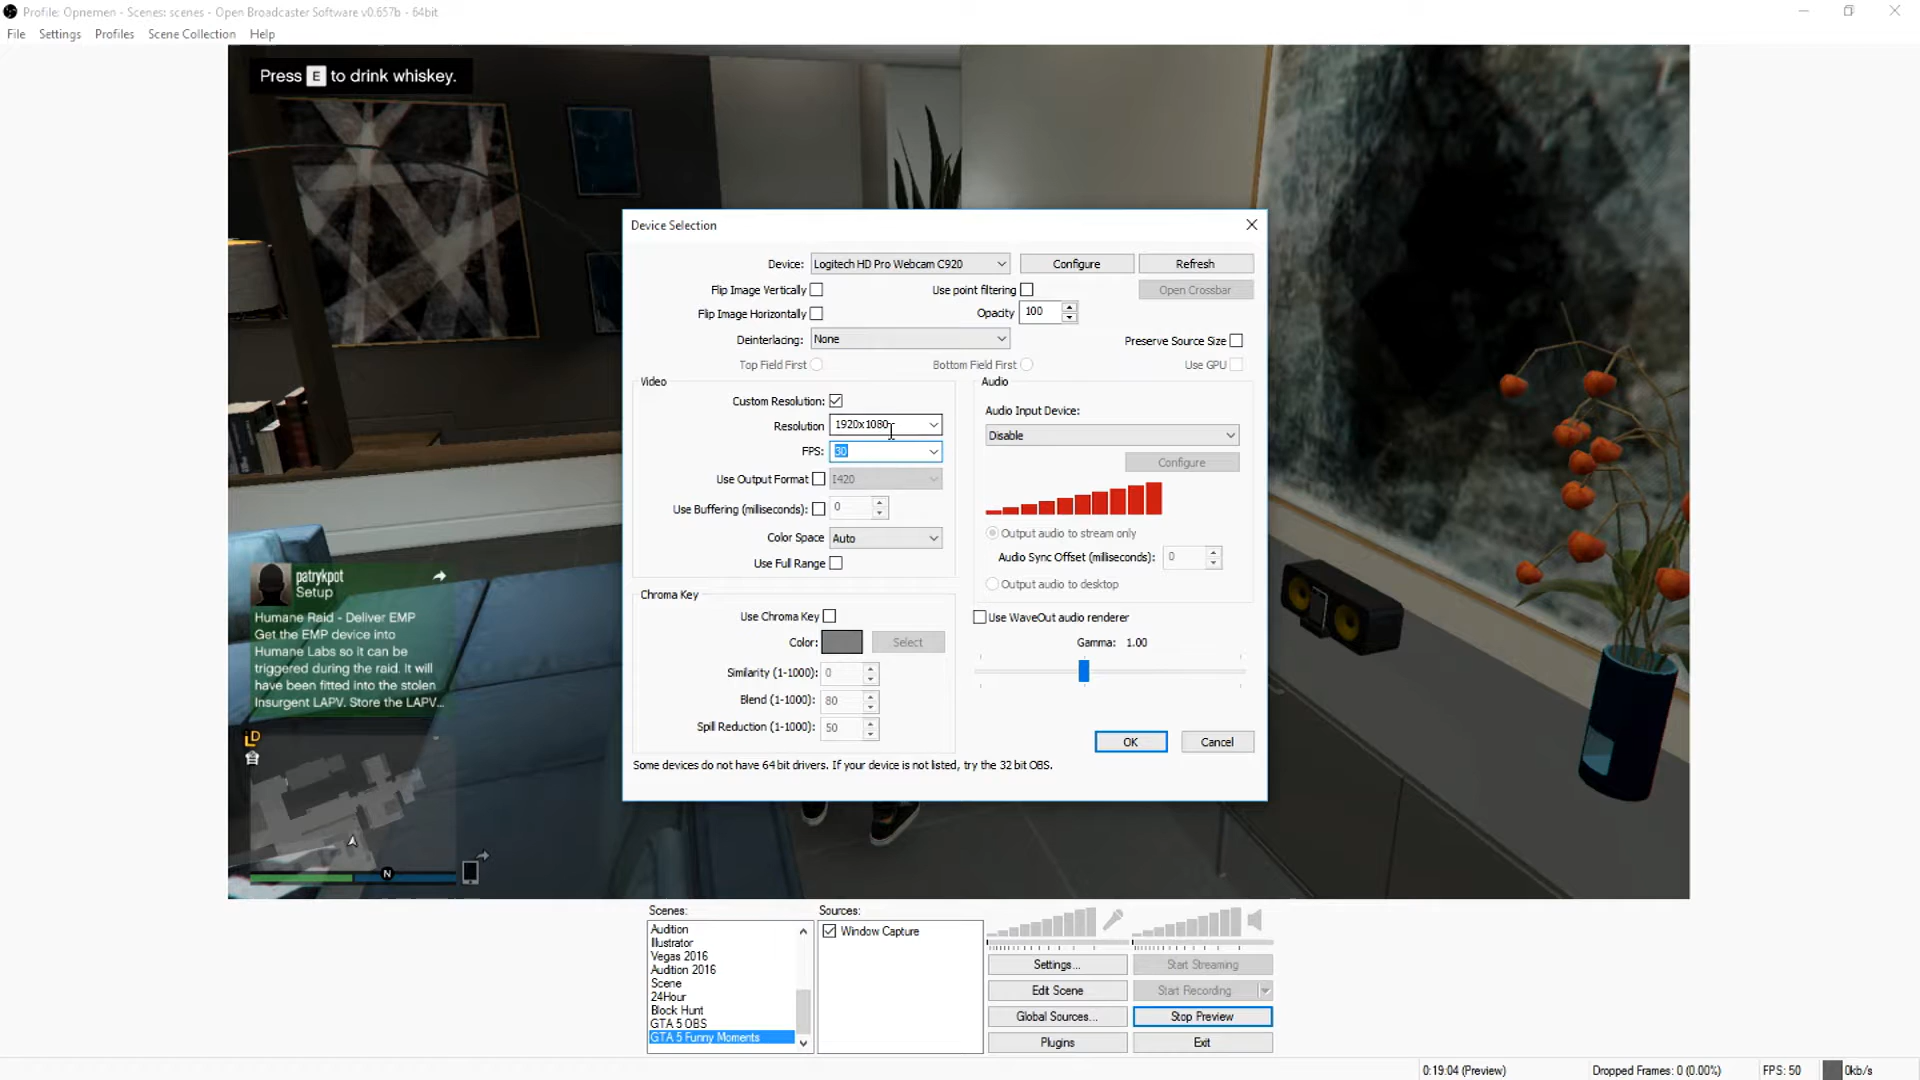 Profile: Opnemen - Scenes: scenes - Open Broadcaster Software v0.657b - 64bit
File Settings Profiles Scene Collection Help
Press E to drink whiskey.
Device Selection
Device: Logitech HD Pro Webcam C920 Configure Refresh
Flip Image Vertically Use point filtering Open Crossbar
Flip Image Horizontally Opacity 100
Deinterlacing: None Preserve Source Size
Top Field First Bottom Field First Use GPU
Video
Custom Resolution:
Resolution 1920x1080
FPS: 30
Use Output Format I420
Use Buffering (miliseconds): 0
Color Space Auto
Use Full Range
Audio
Audio Input Device:
Disable
Configure
Output audio to stream only
Audio Sync Offset (miliseconds): 0
Output audio to desktop
Chroma Key
Use Chroma Key
Color: Select
Similarity (1-1000): 0
Blend (1-1000): 80
Spill Reduction (1-1000): 50
Use WaveOut audio renderer
Gamma: 1.00
OK Cancel
Some devices do not have 64 bit drivers. If your device is not listed, try the 32 bit OBS.
patrykpot
Setup
Humane Raid - Deliver EMP
Get the EMP device into
Humane Labs so it can be
triggered during the raid. It will
have been fitted into the stolen
Insurgent LAPV. Store the LAPV...
LD
N
Scenes:
Audition
Illustrator
Vegas 2016
Audition 2016
Scene
24Hour
Block Hunt
GTA 5 OBS
GTA 5 Funny Moments
Sources:
Window Capture
Settings... Start Streaming
Edit Scene Start Recording
Global Sources... Stop Preview
Plugins Exit
0:19:04 (Preview) Dropped Frames: 0 (0.00%) FPS: 50 0kb/s